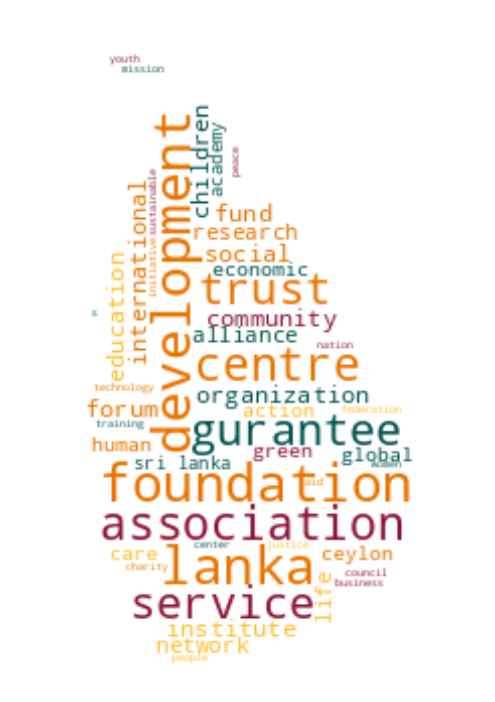 youth
mission
development
children
academy
peace
sustainable
international
initiative
fund
research
social
economic
education
trust
s
community
alliance
nation
centre
technology
organization
forum
action
federation
training
gurantee
human
green
global
sri lanka
women
foundation
aid
association
center
justice
care
lanka
ceylon
charity
council
business
life
service
institute
network
people